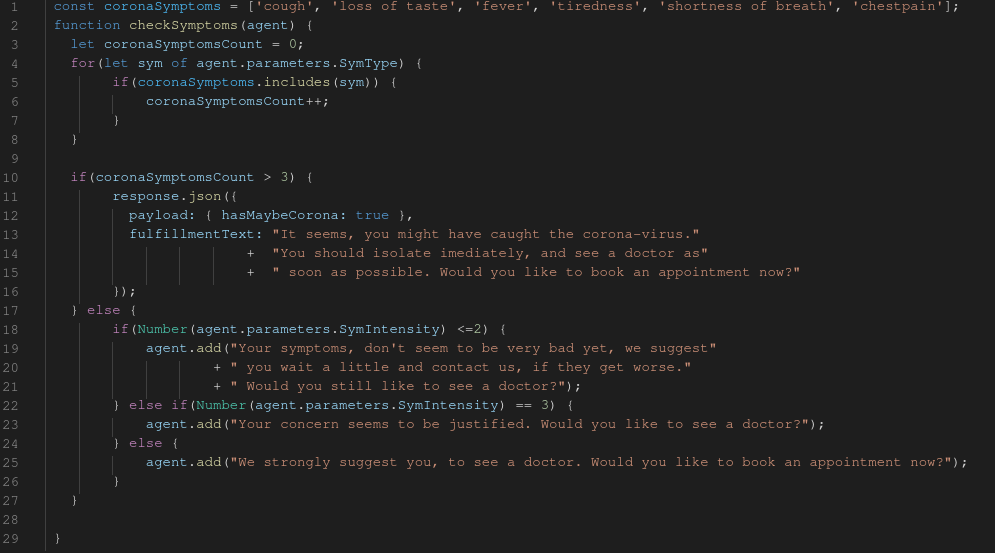 1 const coronaSymptoms = ['cough', 'loss of taste', 'fever', 'tiredness', 'shortness of breath', 'chestpain'];
2 function checkSymptoms(agent) {
3   let coronaSymptomsCount = 0;
4   for(let sym of agent.parameters.SymType) {
5        if(coronaSymptoms.includes(sym)) {
6            coronaSymptomsCount++;
7        }
8   }
9
10   if(coronaSymptomsCount > 3) {
11        response.json({
12          payload: { hasMaybeCorona: true },
13          fulfillmentText: "It seems, you might have caught the corona-virus."
14                        +  "You should isolate imediately, and see a doctor as"
15                        +  " soon as possible. Would you like to book an appointment now?"
16        });
17   } else {
18        if(Number(agent.parameters.SymIntensity) <=2) {
19            agent.add("Your symptoms, don't seem to be very bad yet, we suggest"
20                    + " you wait a little and contact us, if they get worse."
21                    + " Would you still like to see a doctor?");
22        } else if(Number(agent.parameters.SymIntensity) == 3) {
23            agent.add("Your concern seems to be justified. Would you like to see a doctor?");
24        } else {
25            agent.add("We strongly suggest you, to see a doctor. Would you like to book an appointment now?");
26        }
27   }
28
29 }